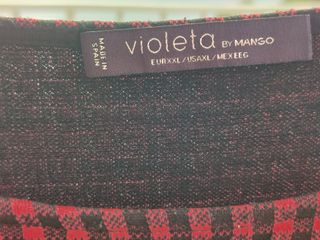 MADE IN
SPAIN
violeta BY MANGO
EURXXL/USAXL/MEXEEG